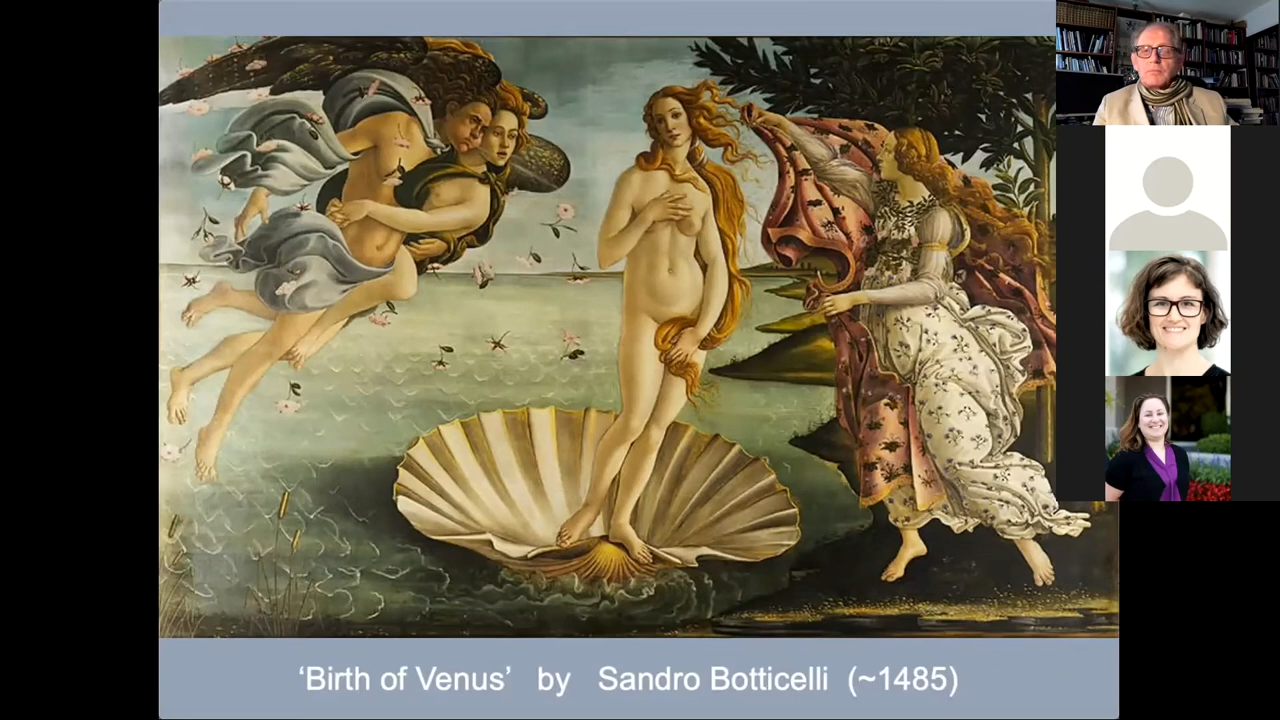 ‘Birth of Venus’ by Sandro Botticelli (~1485)